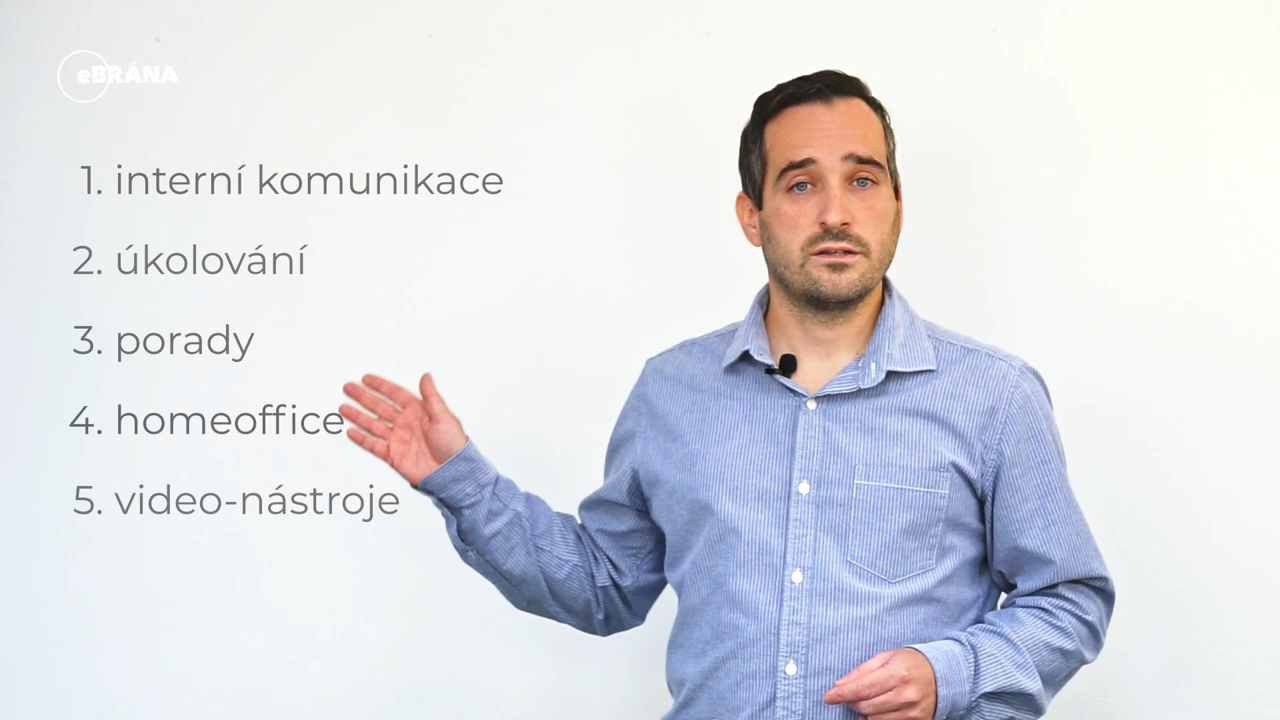 eBRÁNA
1. interní komunikace
2. úkolování
3. porady
4. homeoffice
5. video-nástroje